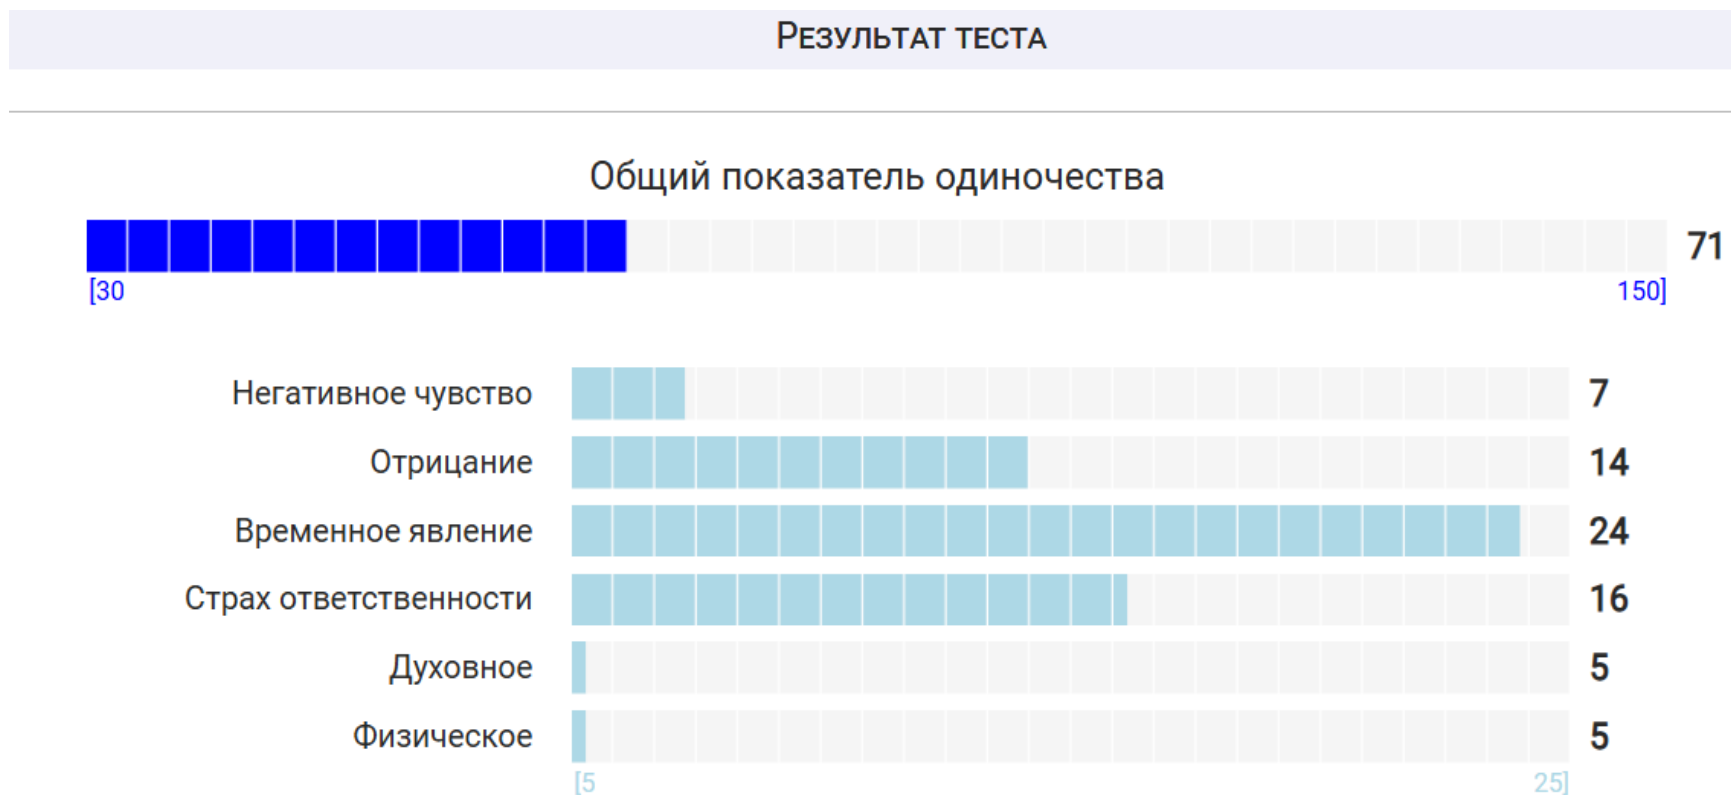 Результат теста
Общий показатель одиночества
71
[30 150]
Негативное чувство 7
Отрицание 14
Временное явление 24
Страх ответственности 16
Духовное 5
Физическое 5
[5 25]